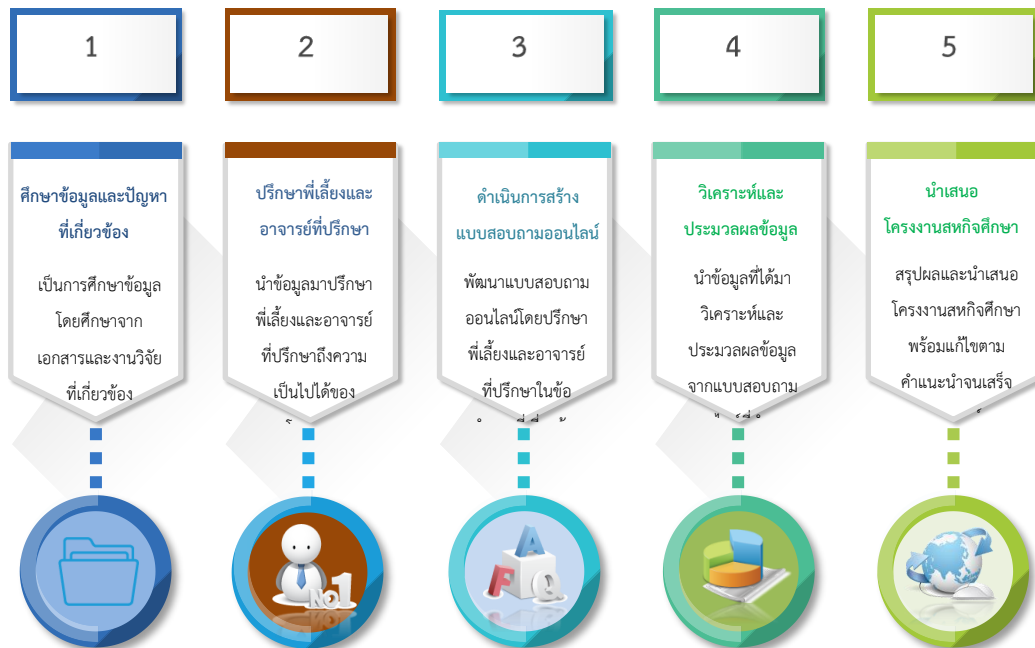 1
2
3
4
5
ศึกษาข้อมูลและปัญหา
ที่เกี่ยวข้อง
เป็นการศึกษาข้อมูล
โดยศึกษาจาก
เอกสารและงานวิจัย
ที่เกี่ยวข้อง
ปรึกษาพี่เลี้ยงและ
อาจารย์ที่ปรึกษา
นำข้อมูลมาปรึกษา
พี่เลี้ยงและอาจารย์
ที่ปรึกษาถึงความ
เป็นไปได้ของ
ดำเนินการสร้าง
แบบสอบถามออนไลน์
พัฒนาแบบสอบถาม
ออนไลน์โดยปรึกษา
พี่เลี้ยงและอาจารย์
ที่ปรึกษาในข้อ
วิเคราะห์และ
ประมวลผลข้อมูล
นำข้อมูลที่ได้มา
วิเคราะห์และ
ประมวลผลข้อมูล
จากแบบสอบถาม
นำเสนอ
โครงงานสหกิจศึกษา
สรุปผลและนำเสนอ
โครงงานสหกิจศึกษา
พร้อมแก้ไขตาม
คำแนะนำจนเสร็จ
A
F
Q
No1